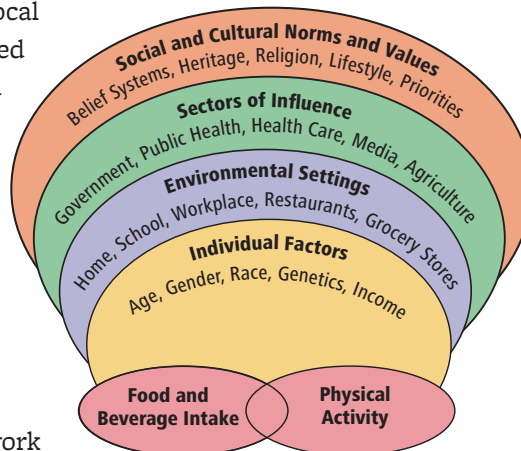 ocal
ed
Social and Cultural Norms and Values
Belief Systems, Heritage, Religion, Lifestyle, Priorities
Sectors of Influence
Government, Public Health, Health Care, Media, Agriculture
Environmental Settings
Home, School, Workplace, Restaurants, Grocery Stores
Individual Factors
Age, Gender, Race, Genetics, Income
Food and
Beverage Intake
Physical
Activity
ork